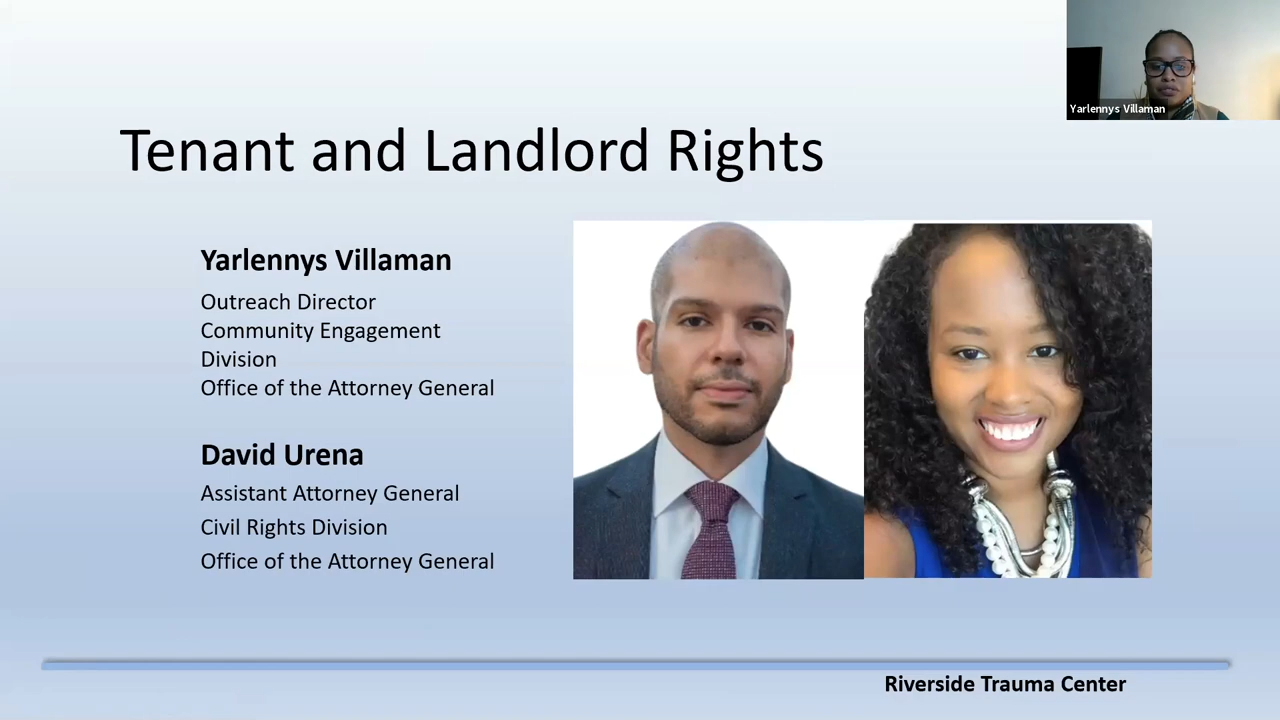 Yarlennys Villaman
Tenant and Landlord Rights
Yarlennys Villaman
Outreach Director
Community Engagement
Division
Office of the Attorney General
David Urena
Assistant Attorney General
Civil Rights Division
Office of the Attorney General
Riverside Trauma Center